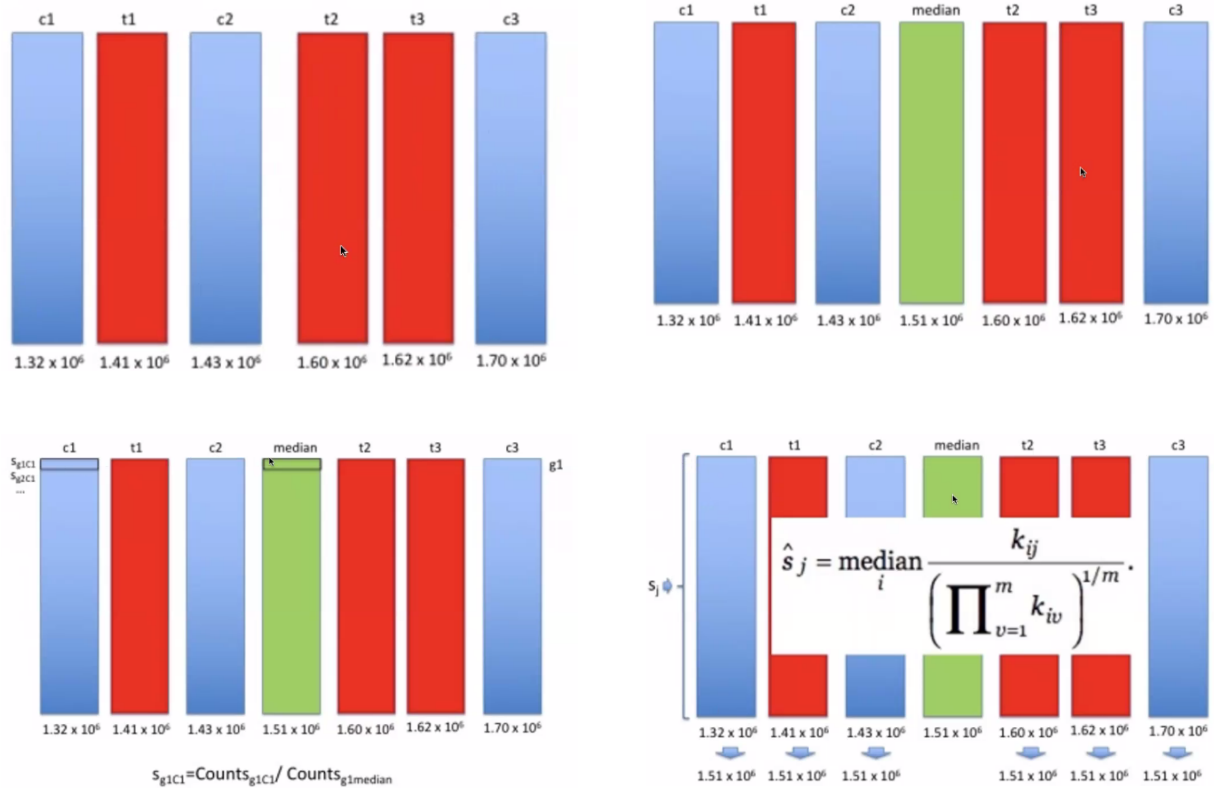 c1 t1 c2 t2 t3 c3
1.32 x 10⁶ 1.41 x 10⁶ 1.43 x 10⁶ 1.60 x 10⁶ 1.62 x 10⁶ 1.70 x 10⁶
c1 t1 c2 median t2 t3 c3
1.32 x 10⁶ 1.41 x 10⁶ 1.43 x 10⁶ 1.51 x 10⁶ 1.60 x 10⁶ 1.62 x 10⁶ 1.70 x 10⁶
c1 t1 c2 median t2 t3 c3
s_g1C1 g1
s_g2C1
...
1.32 x 10⁶ 1.41 x 10⁶ 1.43 x 10⁶ 1.51 x 10⁶ 1.60 x 10⁶ 1.62 x 10⁶ 1.70 x 10⁶
s_g1C1=Counts_g1C1/ Counts_g1median
c1 t1 c2 median t2 t3 c3
s_j
ŝ_j = median_i k_ij / (∏_{v=1}^{m} k_iv)^{1/m}.
1.32 x 10⁶ 1.41 x 10⁶ 1.43 x 10⁶ 1.51 x 10⁶ 1.60 x 10⁶ 1.62 x 10⁶ 1.70 x 10⁶
1.51 x 10⁶ 1.51 x 10⁶ 1.51 x 10⁶ 1.51 x 10⁶ 1.51 x 10⁶ 1.51 x 10⁶